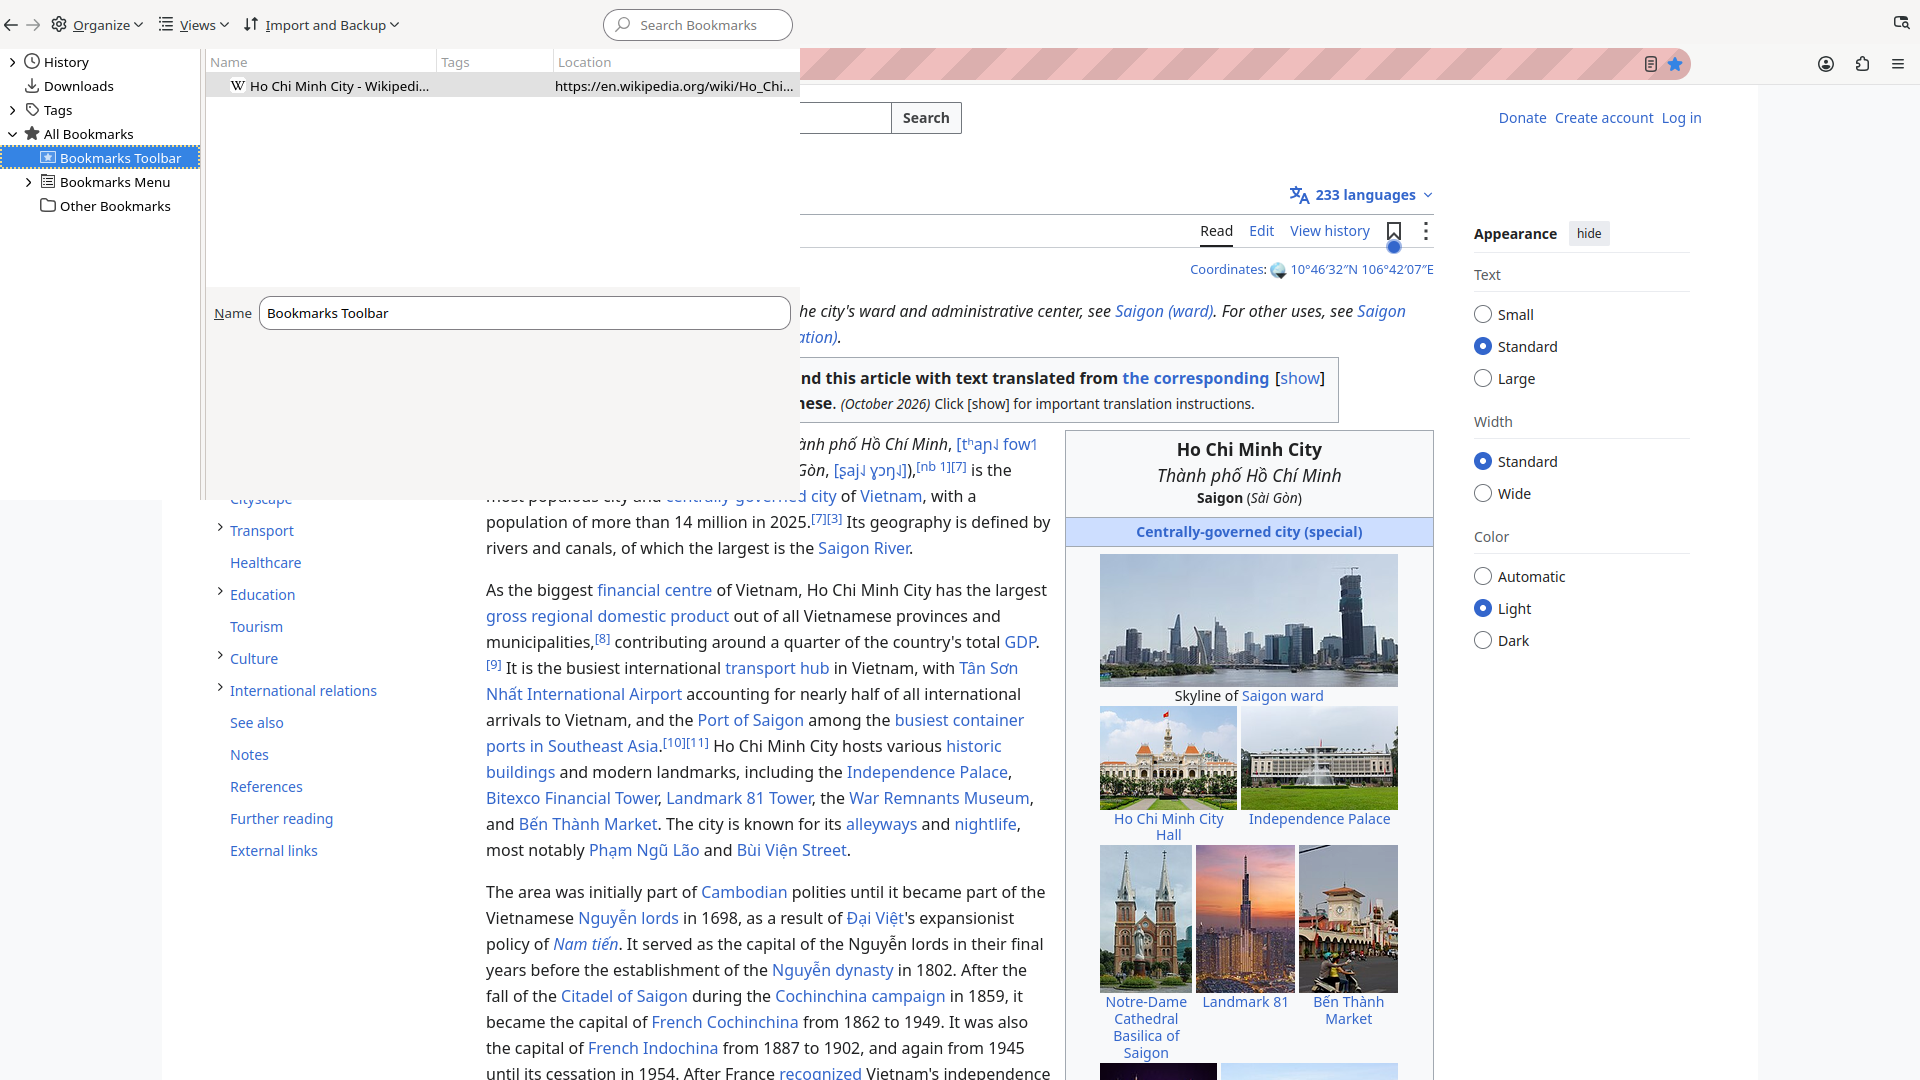 Organize
Views
Import and Backup
Search Bookmarks
History
Downloads
Tags
All Bookmarks
Bookmarks Toolbar
Bookmarks Menu
Other Bookmarks
Name Tags Location
Ho Chi Minh City - Wikipedi... https://en.wikipedia.org/wiki/Ho_Chi...
Name Bookmarks Toolbar
Search
Donate Create account Log in
233 languages
Read Edit View history
Coordinates: 10°46′32″N 106°42′07″E
he city's ward and administrative center, see Saigon (ward). For other uses, see Saigon
ation).
nd this article with text translated from the corresponding [show]
nese. (October 2026) Click [show] for important translation instructions.
Cityscape
Transport
Healthcare
Education
Tourism
Culture
International relations
See also
Notes
References
Further reading
External links
ành phố Hồ Chí Minh, [tʰaɲ˨˩ fow˦˥
Gòn, [ʂaj˨˩ ɣɔŋ˨˩]),[nb 1][7] is the
most populous city and centrally-governed city of Vietnam, with a
population of more than 14 million in 2025.[7][3] Its geography is defined by
rivers and canals, of which the largest is the Saigon River.
As the biggest financial centre of Vietnam, Ho Chi Minh City has the largest
gross regional domestic product out of all Vietnamese provinces and
municipalities,[8] contributing around a quarter of the country's total GDP.
[9] It is the busiest international transport hub in Vietnam, with Tân Sơn
Nhất International Airport accounting for nearly half of all international
arrivals to Vietnam, and the Port of Saigon among the busiest container
ports in Southeast Asia.[10][11] Ho Chi Minh City hosts various historic
buildings and modern landmarks, including the Independence Palace,
Bitexco Financial Tower, Landmark 81 Tower, the War Remnants Museum,
and Bến Thành Market. The city is known for its alleyways and nightlife,
most notably Phạm Ngũ Lão and Bùi Viện Street.
The area was initially part of Cambodian polities until it became part of the
Vietnamese Nguyễn lords in 1698, as a result of Đại Việt's expansionist
policy of Nam tiến. It served as the capital of the Nguyễn lords in their final
years before the establishment of the Nguyễn dynasty in 1802. After the
fall of the Citadel of Saigon during the Cochinchina campaign in 1859, it
became the capital of French Cochinchina from 1862 to 1949. It was also
the capital of French Indochina from 1887 to 1902, and again from 1945
until its cessation in 1954. After France recognized Vietnam's independence
Ho Chi Minh City
Thành phố Hồ Chí Minh
Saigon (Sài Gòn)
Centrally-governed city (special)
Skyline of Saigon ward
Ho Chi Minh City
Hall
Independence Palace
Notre-Dame
Cathedral
Basilica of
Saigon
Landmark 81
Bến Thành
Market
Appearance hide
Text
Small
Standard
Large
Width
Standard
Wide
Color
Automatic
Light
Dark